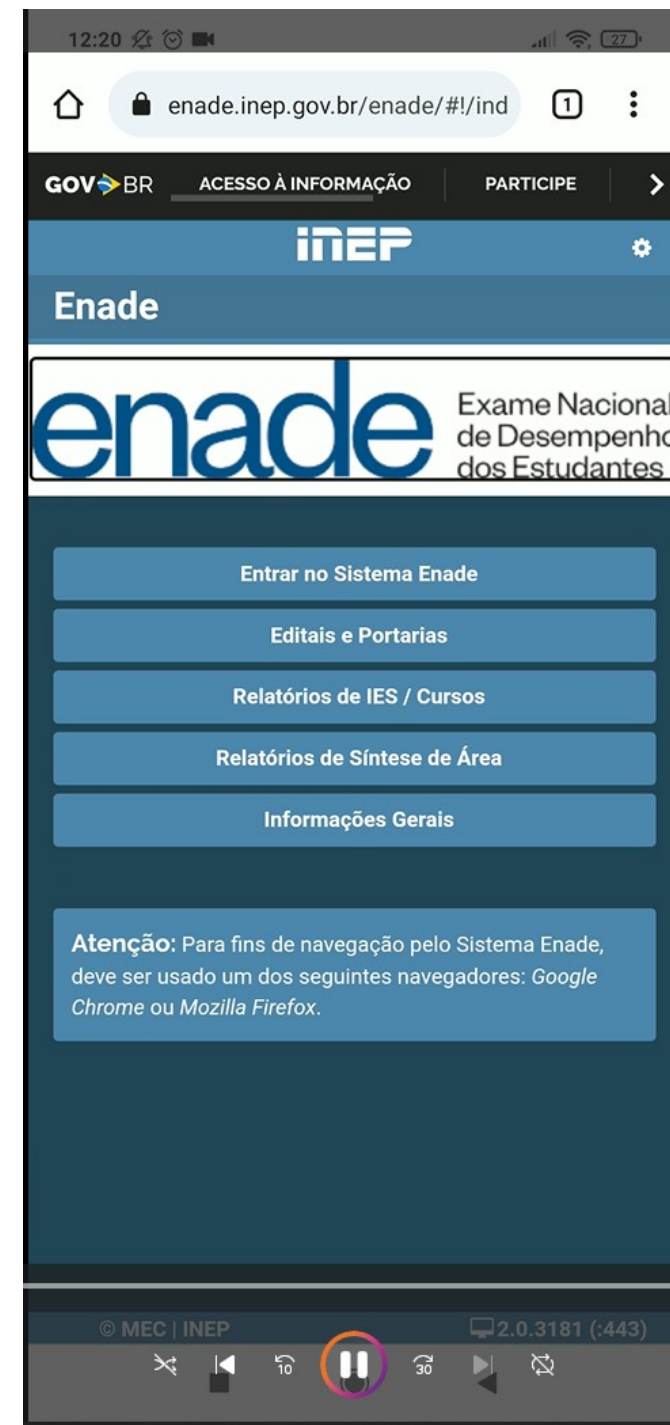 12:20
27
enade.inep.gov.br/enade/#!/ind
1
GOV BR ACESSO À INFORMAÇÃO PARTICIPE
inep
Enade
enade
Exame Nacional
de Desempenho
dos Estudantes
Entrar no Sistema Enade
Editais e Portarias
Relatórios de IES / Cursos
Relatórios de Síntese de Área
Informações Gerais
Atenção: Para fins de navegação pelo Sistema Enade,
deve ser usado um dos seguintes navegadores: Google
Chrome ou Mozilla Firefox.
© MEC | INEP 2.0.3181 (:443)
10 30